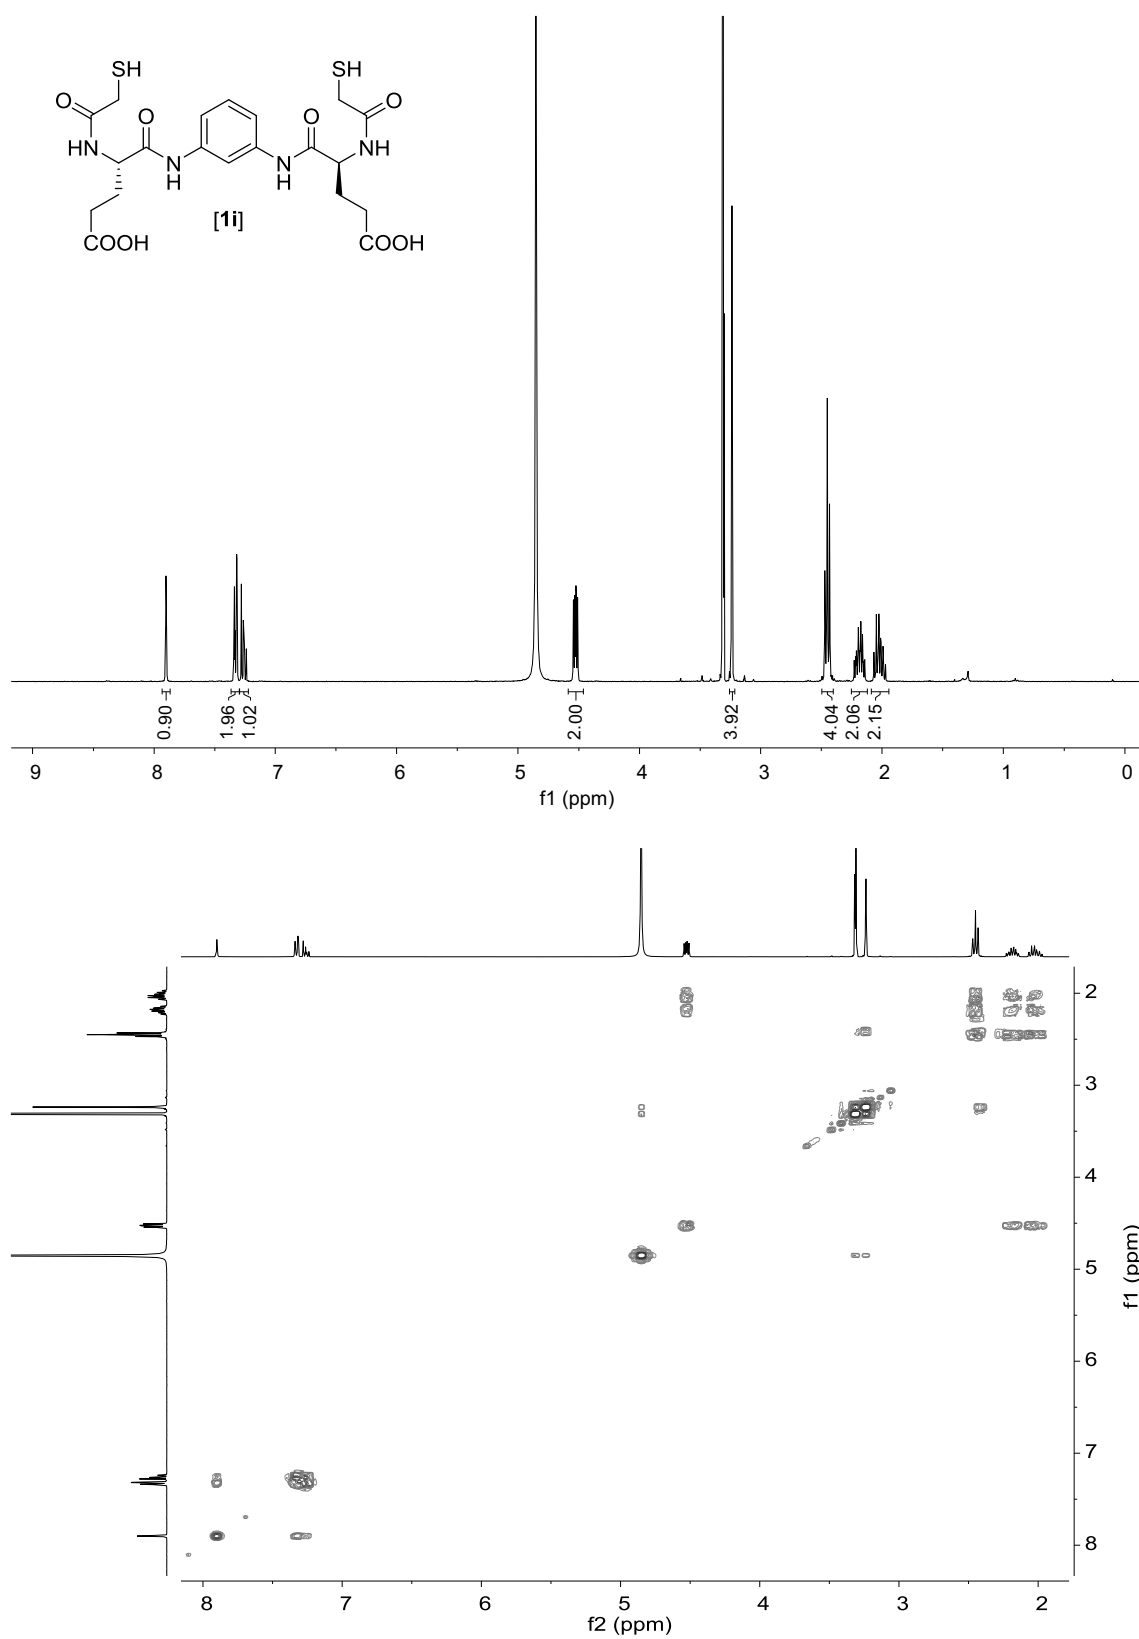 SH SH
O O O O
HN N H N H NH
[1i]
COOH COOH
0.90 1.96 1.02 2.00 3.92 4.04 2.06 2.15
9 8 7 6 5 4 3 2 1 0
f1 (ppm)
2
3
4
5
6
7
8
f1 (ppm)
8 7 6 5 4 3 2
f2 (ppm)